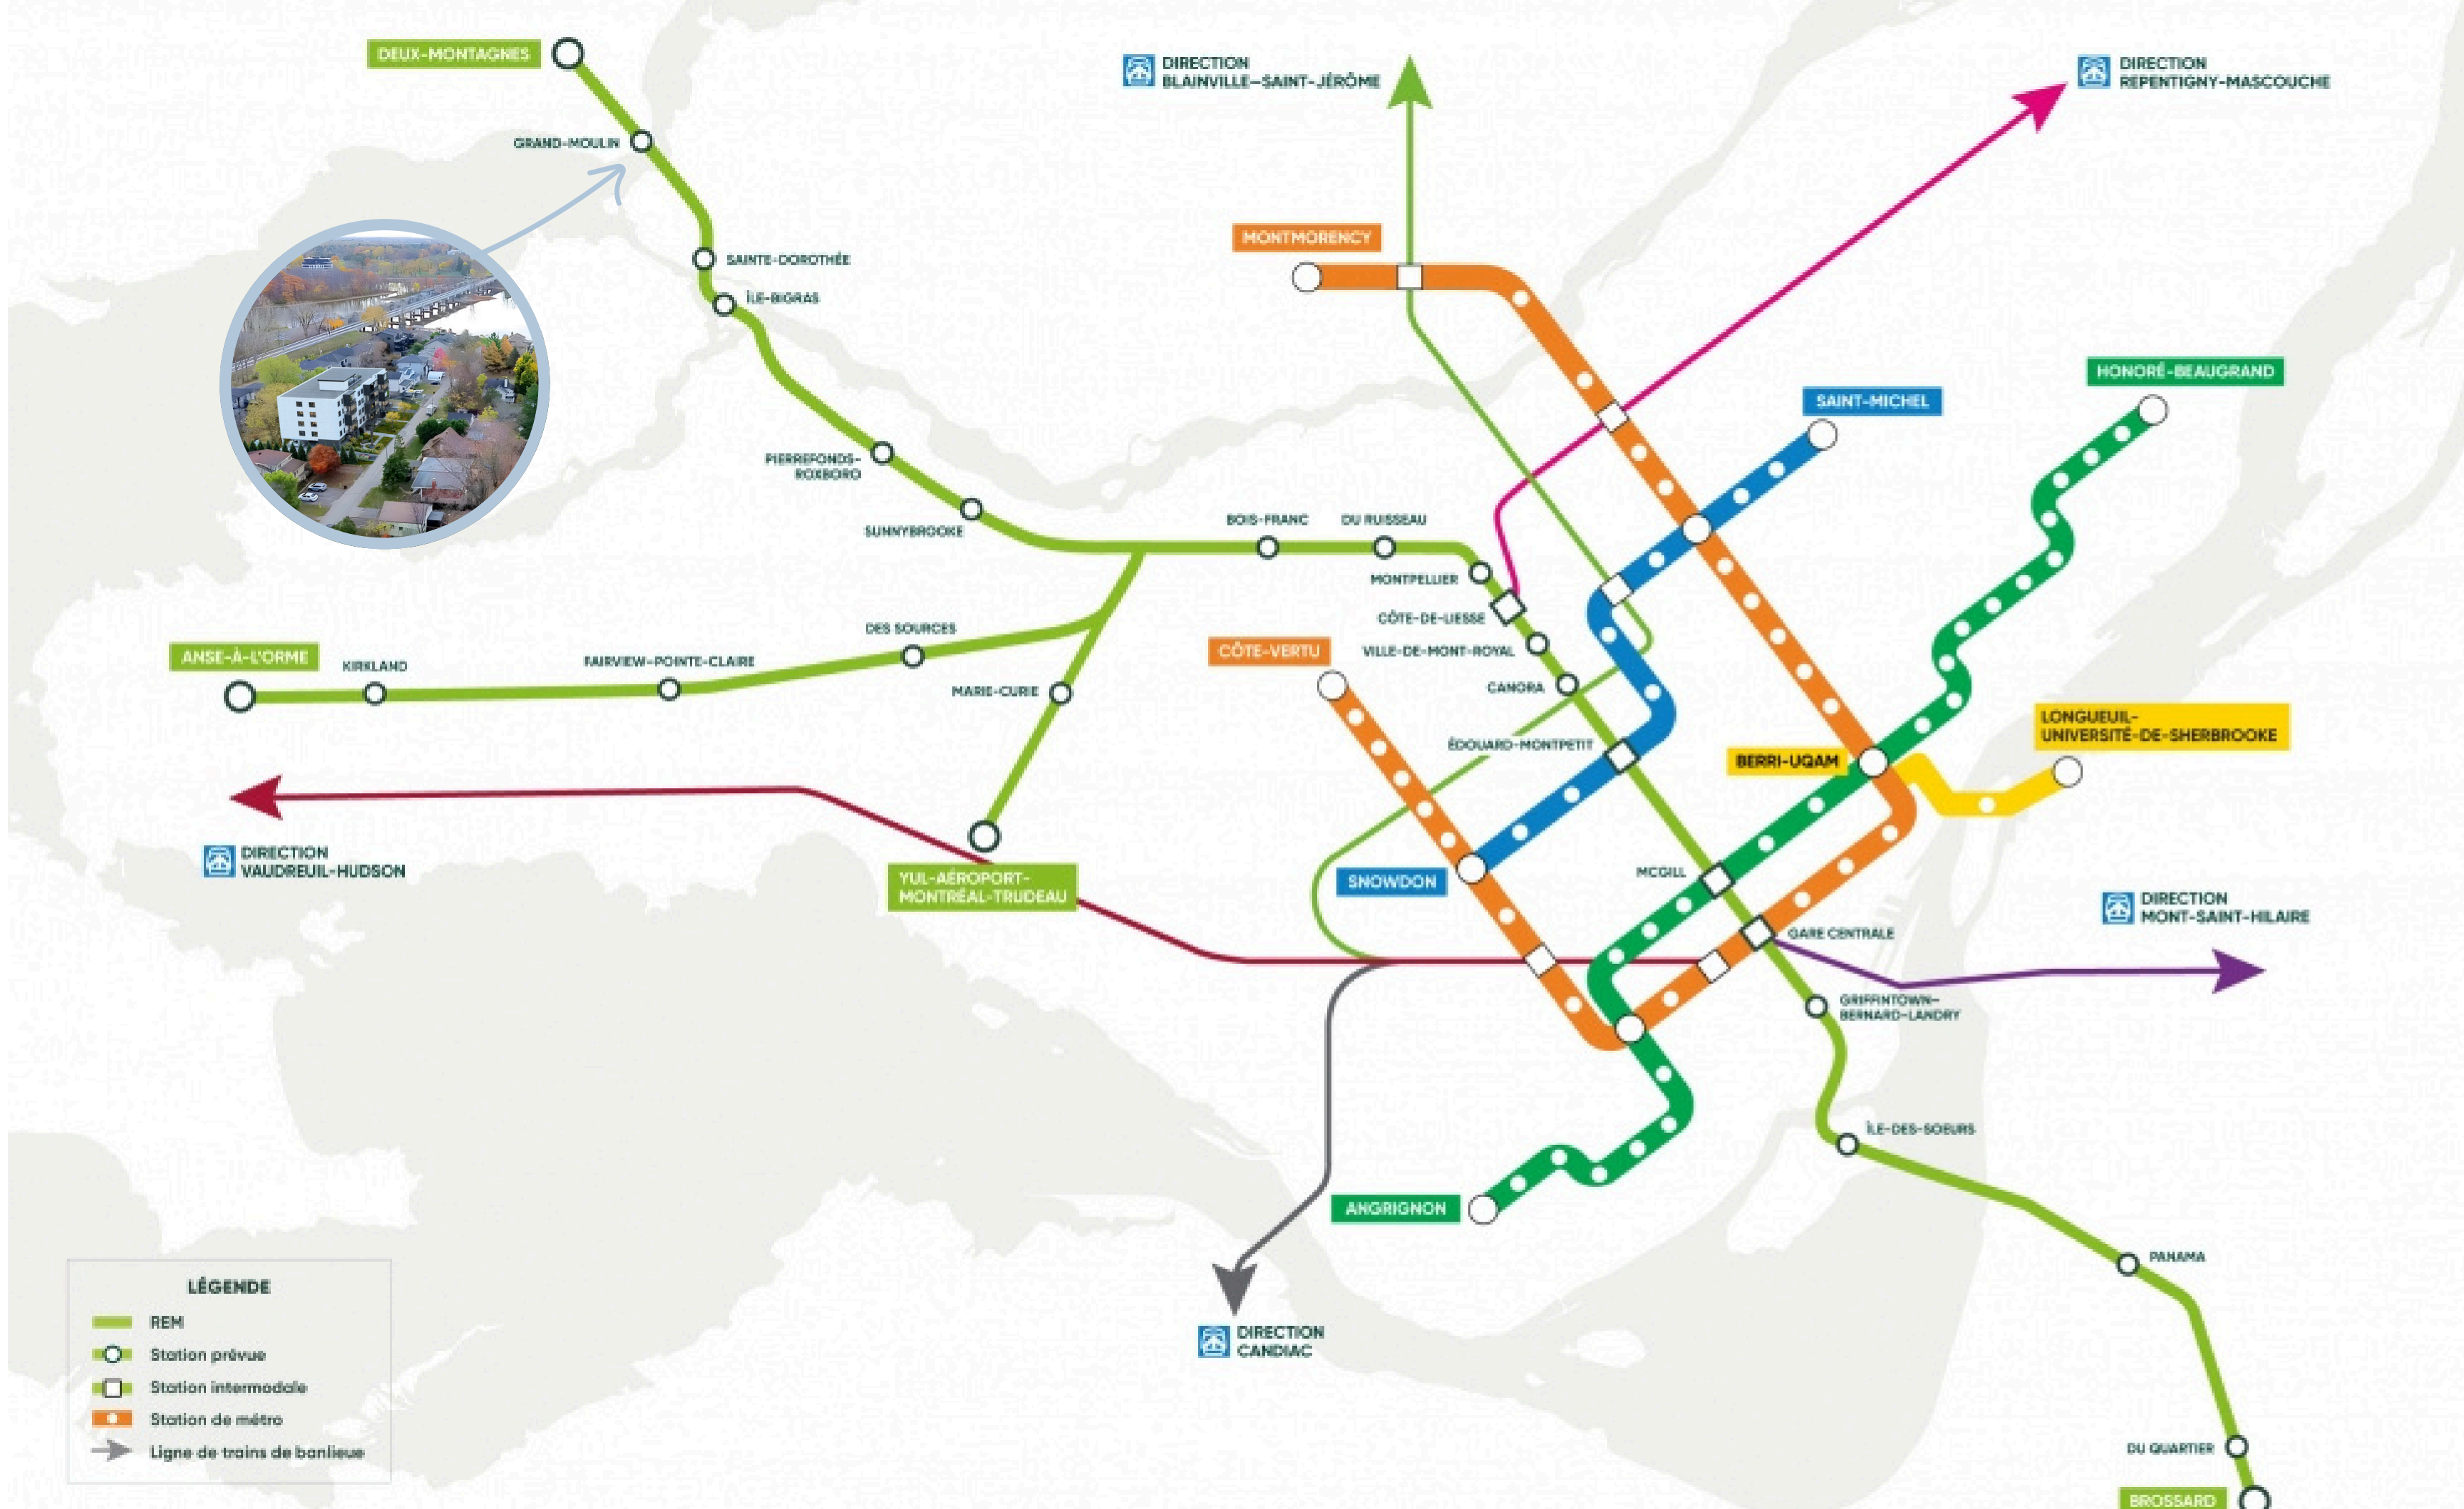 DEUX-MONTAGNES
DIRECTION
BLAINVILLE–SAINT-JÉRÔME
DIRECTION
REPENTIGNY-MASCOUCHE
GRAND-MOULIN
MONTMORENCY
SAINTE-DOROTHÉE
ÎLE-BIGRAS
HONORÉ-BEAUGRAND
SAINT-MICHEL
PIERREFONDS-
ROXBORO
SUNNYBROOKE
BOIS-FRANC
DU RUISSEAU
MONTPELLIER
CÔTE-DE-LIESSE
VILLE-DE-MONT-ROYAL
CANORA
ÉDOUARD-MONTPETIT
CÔTE-VERTU
ANSE-À-L'ORME
KIRKLAND
FAIRVIEW-POINTE-CLAIRE
DES SOURCES
MARIE-CURIE
LONGUEUIL-
UNIVERSITÉ-DE-SHERBROOKE
BERRI-UQAM
DIRECTION
VAUDREUIL-HUDSON
YUL-AÉROPORT-
MONTRÉAL-TRUDEAU
SNOWDON
MCGILL
GARE CENTRALE
DIRECTION
MONT-SAINT-HILAIRE
GRIFFINTOWN–
BERNARD-LANDRY
ÎLE-DES-SOEURS
ANGRIGNON
PANAMA
DIRECTION
CANDIAC
DU QUARTIER
BROSSARD
LÉGENDE
REM
Station prévue
Station intermodale
Station de métro
Ligne de trains de banlieue